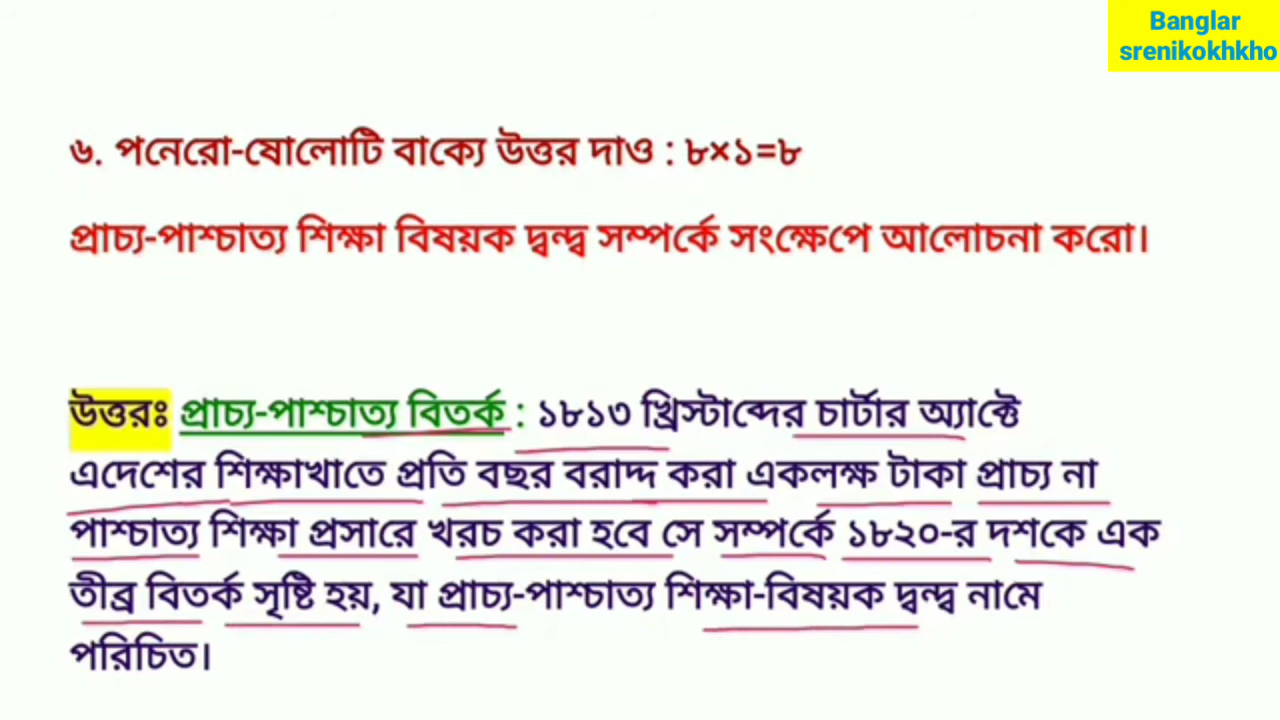 Banglar
srenikokhkho
৬. পনেরো-ষোলোটি বাক্যে উত্তর দাও : ৮×১=৮
প্রাচ্য-পাশ্চাত্য শিক্ষা বিষয়ক দ্বন্দ্ব সম্পর্কে সংক্ষেপে আলোচনা করো।
উত্তরঃ প্রাচ্য-পাশ্চাত্য বিতর্ক : ১৮১৩ খ্রিস্টাব্দের চার্টার অ্যাক্টে
এদেশের শিক্ষাখাতে প্রতি বছর বরাদ্দ করা একলক্ষ টাকা প্রাচ্য না
পাশ্চাত্য শিক্ষা প্রসারে খরচ করা হবে সে সম্পর্কে ১৮২০-র দশকে এক
তীব্র বিতর্ক সৃষ্টি হয়, যা প্রাচ্য-পাশ্চাত্য শিক্ষা-বিষয়ক দ্বন্দ্ব নামে
পরিচিত।